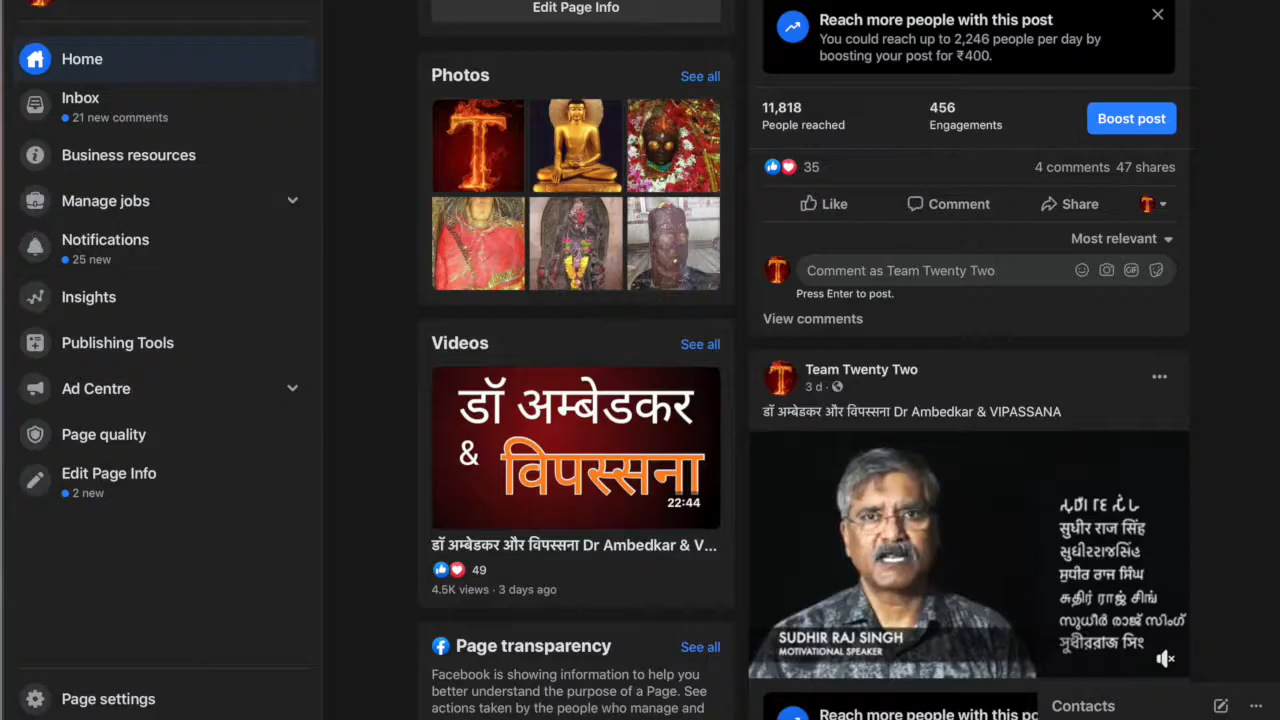 Home
Inbox
21 new comments
Business resources
Manage jobs
Notifications
25 new
Insights
Publishing Tools
Ad Centre
Page quality
Edit Page Info
2 new
Page settings
Edit Page Info
Photos
See all
Videos
See all
डॉ अम्बेडकर
&
विपस्सना
22:44
डॉ अम्बेडकर और विपस्सना Dr Ambedkar & V...
49
4.5K views · 3 days ago
Page transparency
See all
Facebook is showing information to help you
better understand the purpose of a Page. See
actions taken by the people who manage and
Reach more people with this post
You could reach up to 2,246 people per day by
boosting your post for ₹400.
11,818
People reached
456
Engagements
Boost post
35
4 comments 47 shares
Like
Comment
Share
Most relevant
Comment as Team Twenty Two
GIF
Press Enter to post.
View comments
Team Twenty Two
3 d ·
डॉ अम्बेडकर और विपस्सना Dr Ambedkar & VIPASSANA
सुधीर राज सिंह
SUDHIR RAJ SINGH
MOTIVATIONAL SPEAKER
Reach more people with this po
Contacts